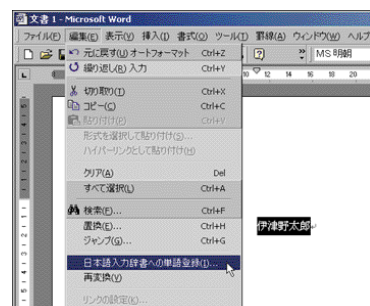 文書 1 - Microsoft Word
ファイル(F) 編集(E) 表示(V) 挿入(I) 書式(O) ツール(T) 罫線(A) ウィンドウ(W) ヘルプ
元に戻す(U) オートフォーマット Ctrl+Z
繰り返し(R) 入力 Ctrl+Y
MS 明朝
切り取り(T) Ctrl+X
コピー(C) Ctrl+C
貼り付け(P) Ctrl+V
形式を選択して貼り付け(S)...
ハイパーリンクとして貼り付け(H)
クリア(A) Del
すべて選択(L) Ctrl+A
検索(F)... Ctrl+F
置換(E)... Ctrl+H
ジャンプ(G)... Ctrl+G
日本語入力辞書への単語登録(I)...
再変換(V)
リンクの設定(K)...
10 12 14 16 18 20
伊津野太郎